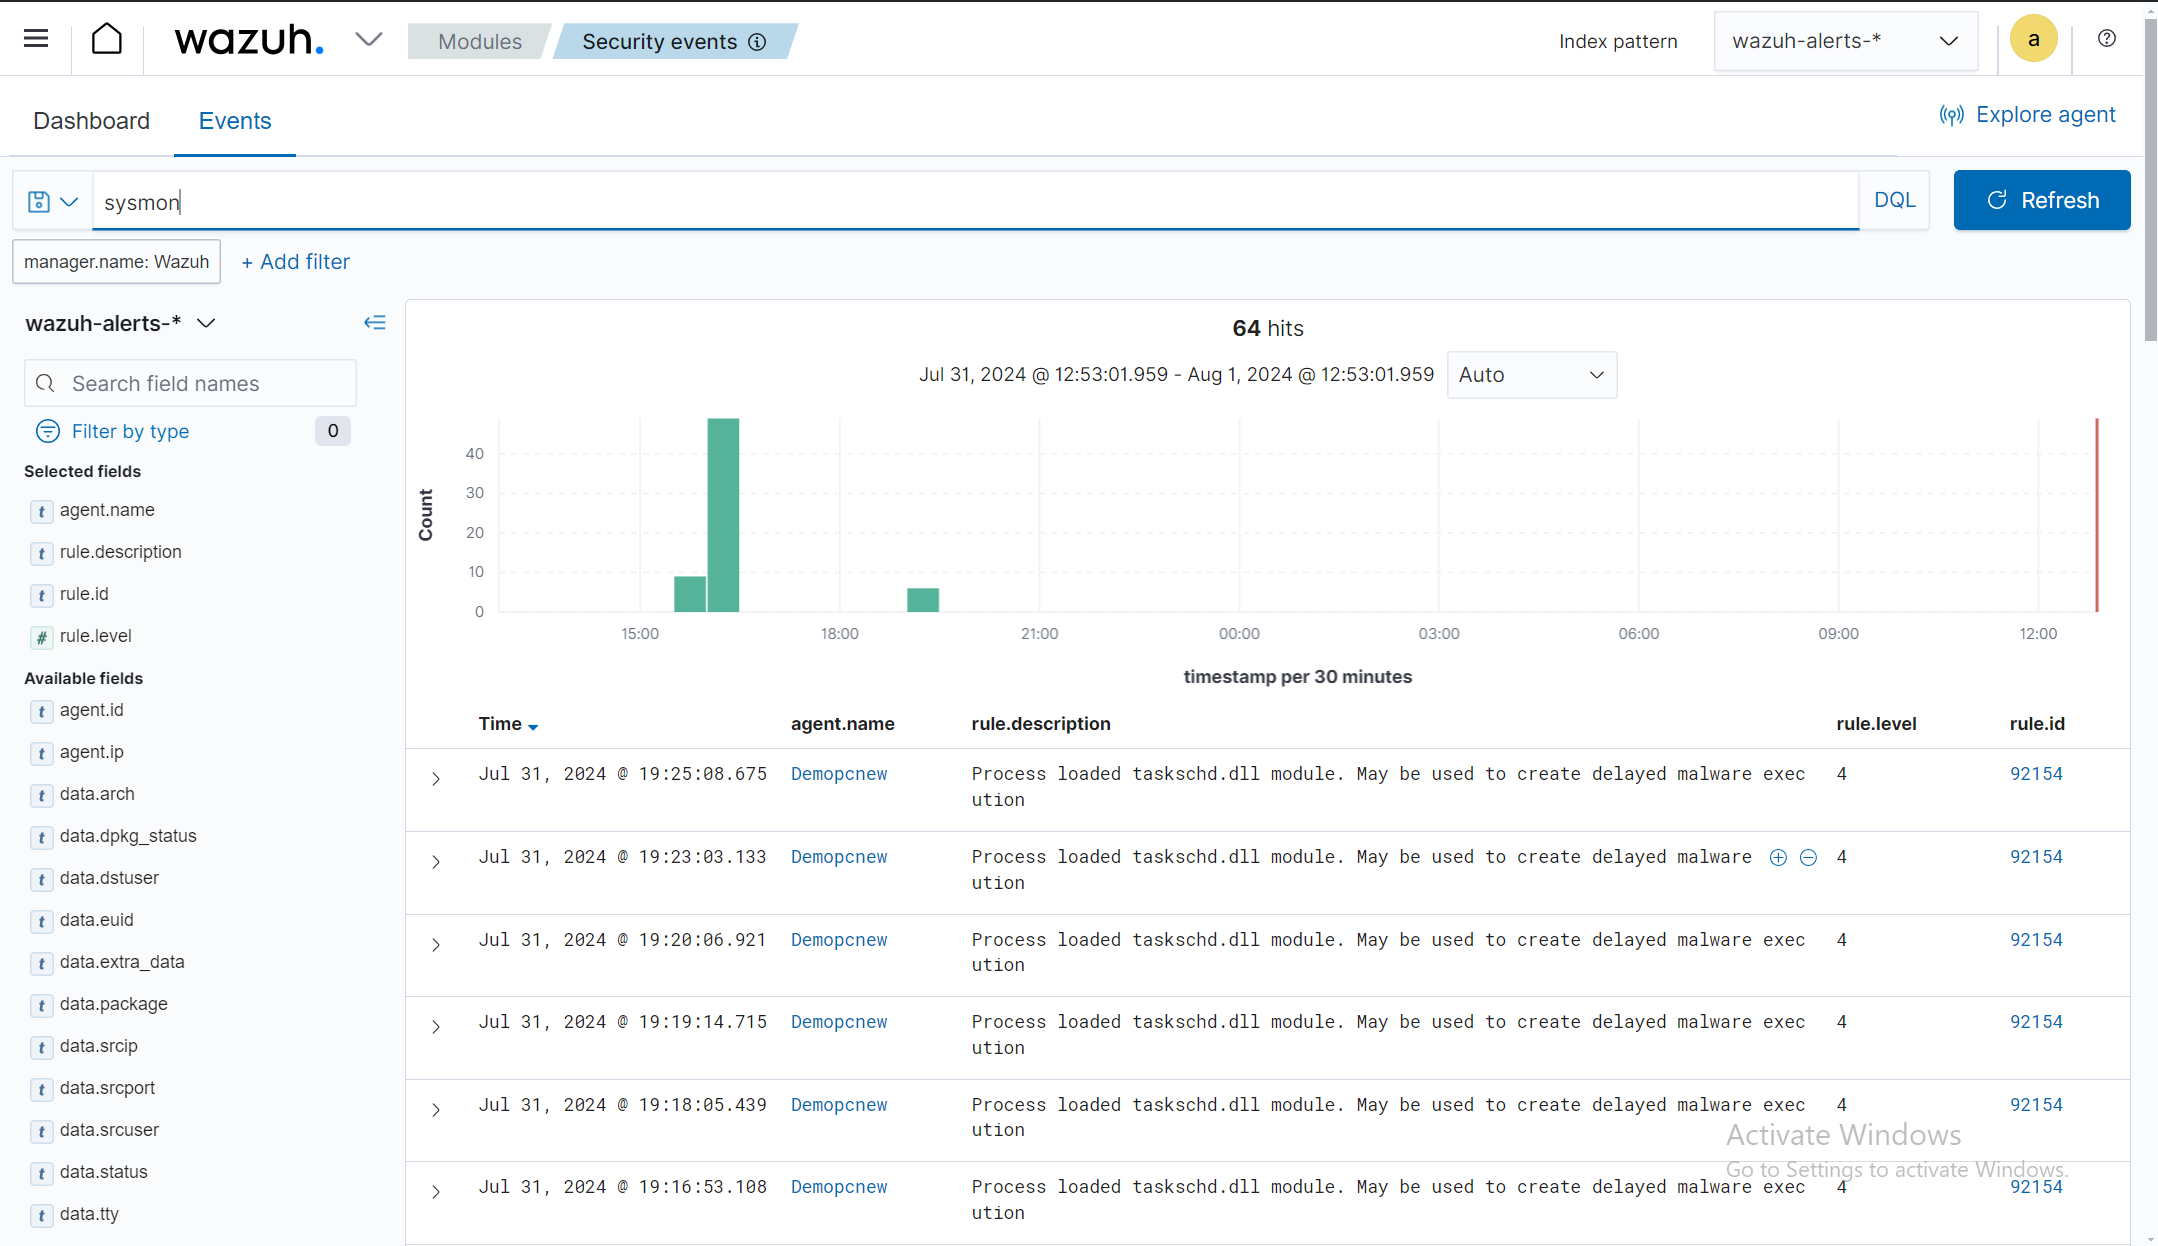 wazuh.
Modules
Security events
Index pattern
wazuh-alerts-*
a
Dashboard
Events
Explore agent
sysmon
DQL
Refresh
manager.name: Wazuh
+ Add filter
wazuh-alerts-*
Search field names
Filter by type
0
Selected fields
t agent.name
t rule.description
t rule.id
# rule.level
Available fields
t agent.id
t agent.ip
t data.arch
t data.dpkg_status
t data.dstuser
t data.euid
t data.extra_data
t data.package
t data.srcip
t data.srcport
t data.srcuser
t data.status
t data.tty
64 hits
Jul 31, 2024 @ 12:53:01.959 - Aug 1, 2024 @ 12:53:01.959
Auto
Count
40
30
20
10
0
15:00
18:00
21:00
00:00
03:00
06:00
09:00
12:00
timestamp per 30 minutes
Time agent.name rule.description rule.level rule.id
Jul 31, 2024 @ 19:25:08.675 Demopcnew Process loaded taskschd.dll module. May be used to create delayed malware exec 4 92154
ution
Jul 31, 2024 @ 19:23:03.133 Demopcnew Process loaded taskschd.dll module. May be used to create delayed malware 4 92154
ution
Jul 31, 2024 @ 19:20:06.921 Demopcnew Process loaded taskschd.dll module. May be used to create delayed malware exec 4 92154
ution
Jul 31, 2024 @ 19:19:14.715 Demopcnew Process loaded taskschd.dll module. May be used to create delayed malware exec 4 92154
ution
Jul 31, 2024 @ 19:18:05.439 Demopcnew Process loaded taskschd.dll module. May be used to create delayed malware exec 4 92154
ution
Activate Windows
Go to Settings to activate Windows.
Jul 31, 2024 @ 19:16:53.108 Demopcnew Process loaded taskschd.dll module. May be used to create delayed malware exec 4 92154
ution